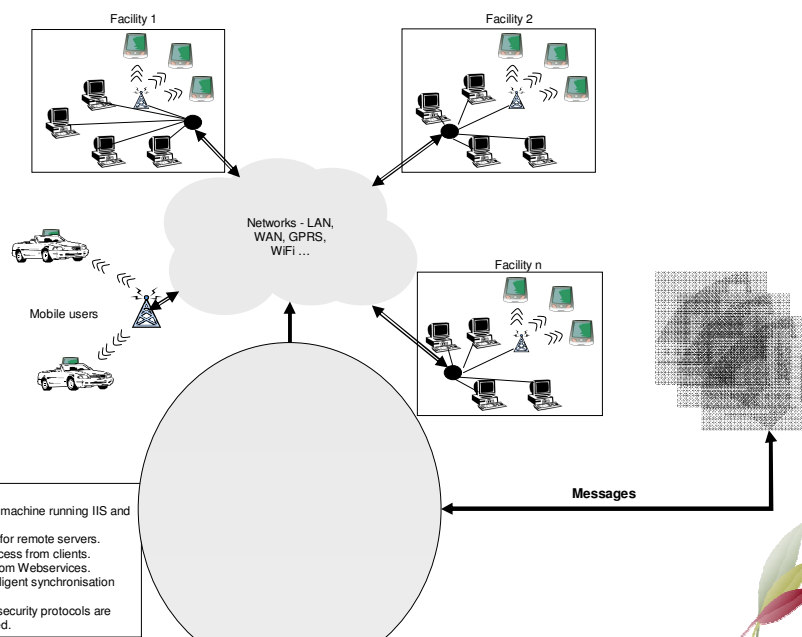 Facility 1
Facility 2
Networks - LAN,
WAN, GPRS,
WiFi ...
Facility n
Mobile users
Messages
machine running IIS and
for remote servers.
cess from clients.
om Webservices.
ligent synchronisation
security protocols are
ed.